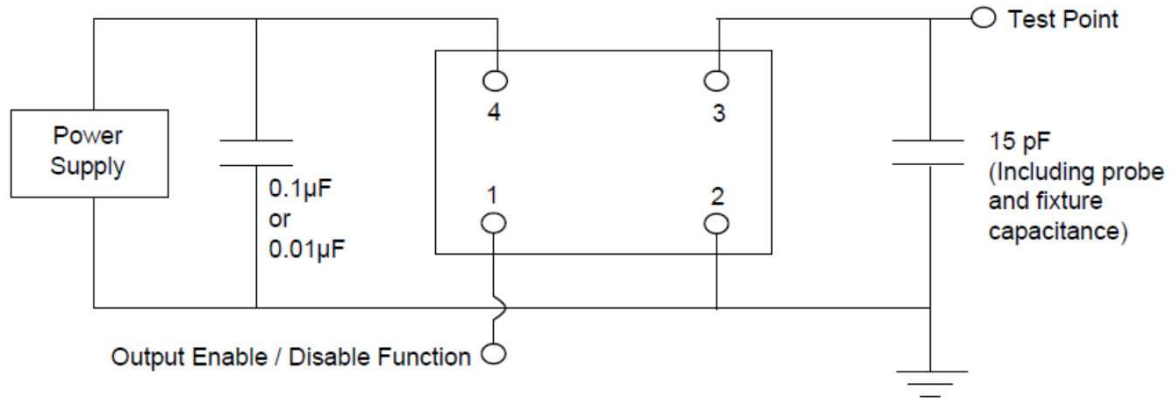 Test Point
4
3
Power
Supply
0.1µF
or
0.01µF
1
2
15 pF
(Including probe
and fixture
capacitance)
Output Enable / Disable Function